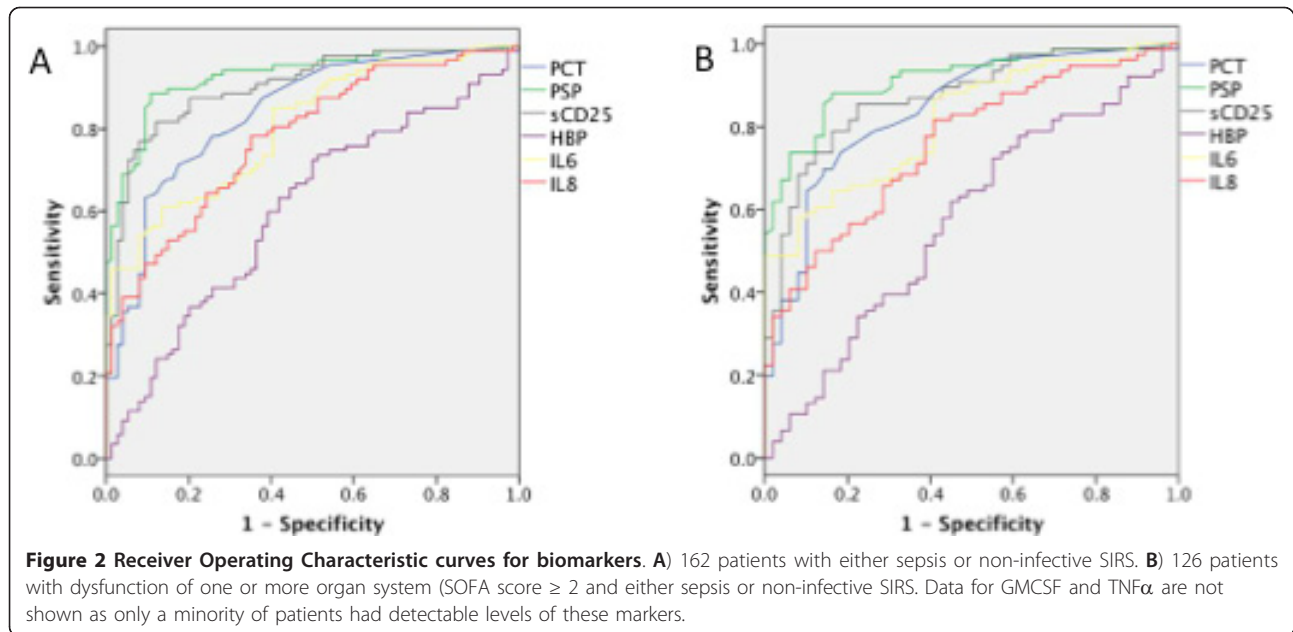 A
1.0
0.8
0.6
0.4
0.2
0.0
Sensitivity
0.0 0.2 0.4 0.6 0.8 1.0
1 - Specificity
PCT
PSP
sCD25
HBP
IL6
IL8
B
1.0
0.8
0.6
0.4
0.2
0.0
Sensitivity
0.0 0.2 0.4 0.6 0.8 1.0
1 - Specificity
PCT
PSP
sCD25
HBP
IL6
IL8
Figure 2 Receiver Operating Characteristic curves for biomarkers. A) 162 patients with either sepsis or non-infective SIRS. B) 126 patients
with dysfunction of one or more organ system (SOFA score ≥ 2 and either sepsis or non-infective SIRS. Data for GMCSF and TNFα are not
shown as only a minority of patients had detectable levels of these markers.